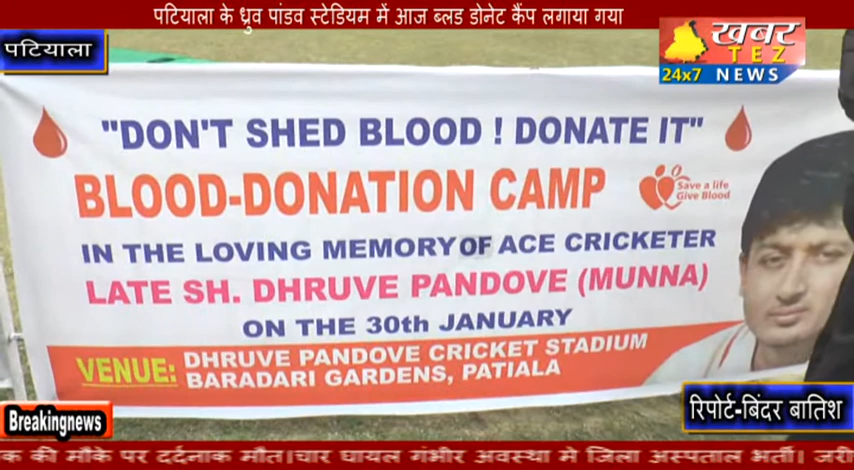 पटियाला के ध्रुव पांडव स्टेडियम में आज ब्लड डोनेट कैंप लगाया गया
पटियाला
खबर
TEZ
24x7 NEWS
"DON'T SHED BLOOD ! DONATE IT"
BLOOD-DONATION CAMP
Save a life
Give Blood
IN THE LOVING MEMORY OF ACE CRICKETER
LATE SH. DHRUVE PANDOVE (MUNNA)
ON THE 30th JANUARY
VENUE: DHRUVE PANDOVE CRICKET STADIUM
BARADARI GARDENS, PATIALA
रिपोर्ट-बिंदर बातिश
Breakingnews
क की मौके पर दर्दनाक मौत।चार घायल गंभीर अवस्था मे जिला अस्पताल भर्ती। जरी